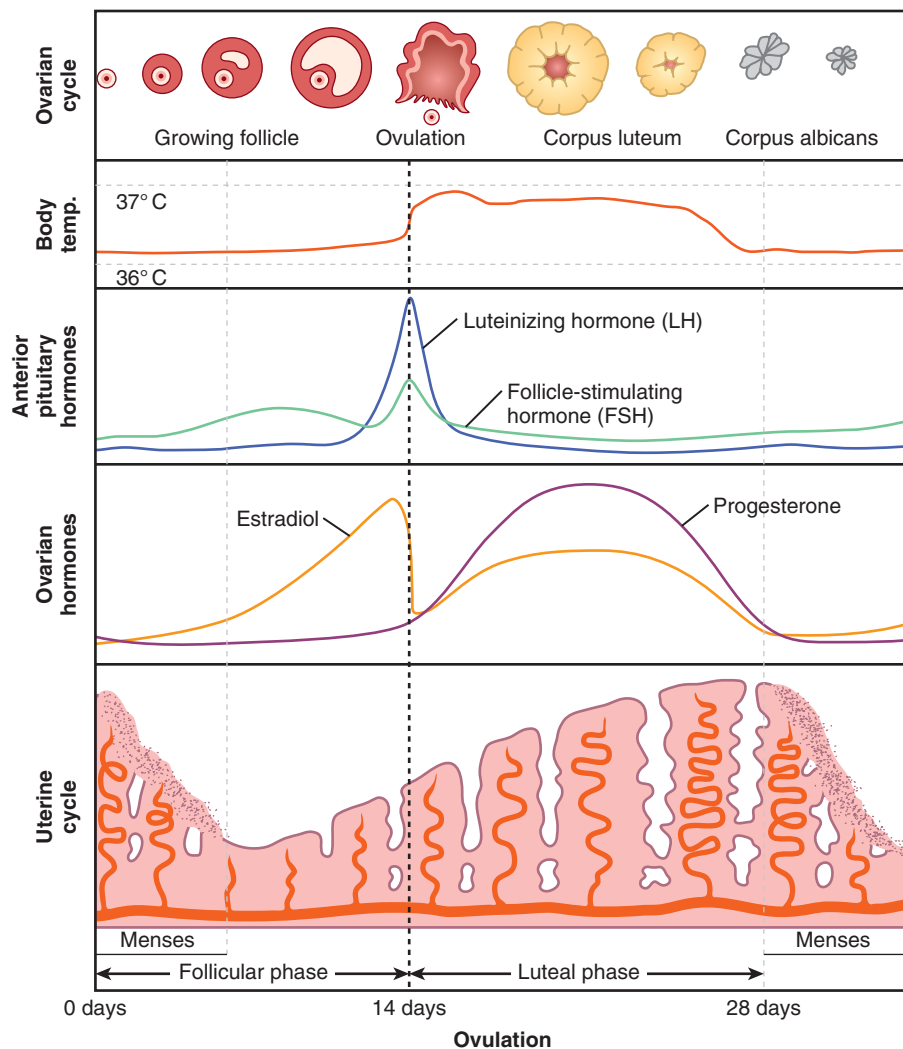 Ovarian
cycle
Growing follicle
Ovulation
Corpus luteum
Corpus albicans
Body
temp.
37° C
36° C
Anterior
pituitary
hormones
Luteinizing hormone (LH)
Follicle-stimulating
hormone (FSH)
Ovarian
hormones
Estradiol
Progesterone
Uterine
cycle
Menses
Menses
Follicular phase
Luteal phase
0 days
14 days
28 days
Ovulation